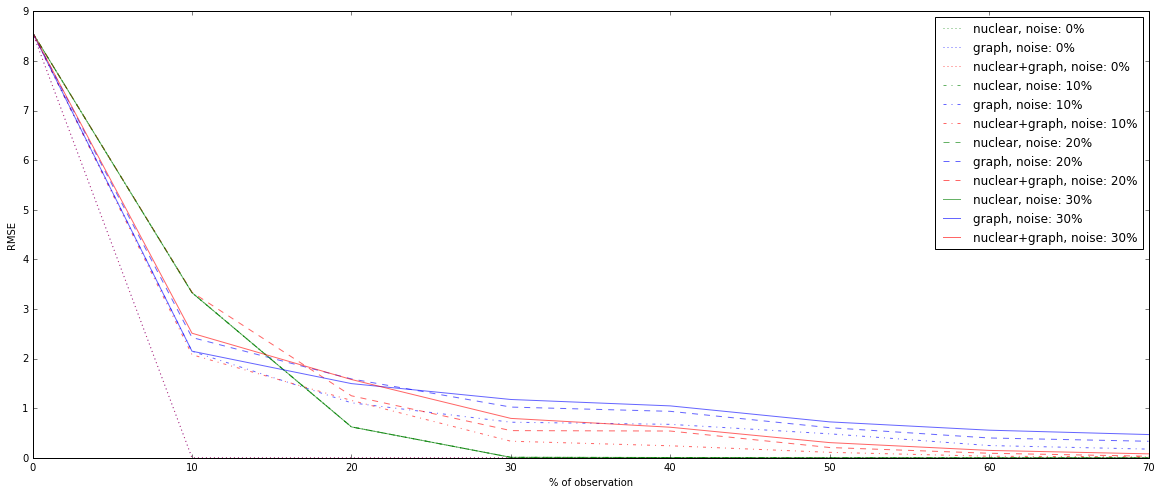 9
8
7
6
5
4
3
2
1
0
RMSE
0 10 20 30 40 50 60 70
% of observation
nuclear, noise: 0%
graph, noise: 0%
nuclear+graph, noise: 0%
nuclear, noise: 10%
graph, noise: 10%
nuclear+graph, noise: 10%
nuclear, noise: 20%
graph, noise: 20%
nuclear+graph, noise: 20%
nuclear, noise: 30%
graph, noise: 30%
nuclear+graph, noise: 30%